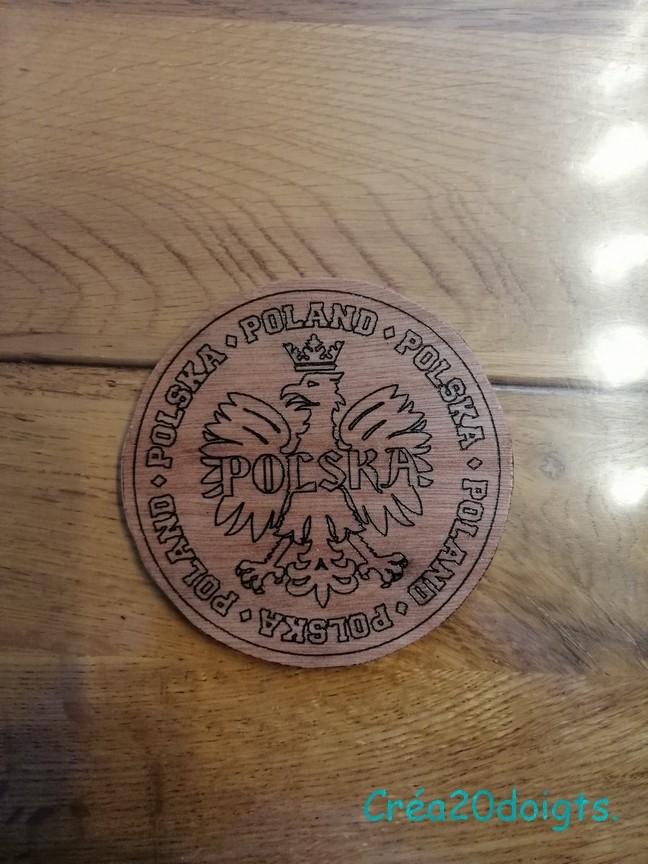 POLAND ⬥ POLSKA ⬥ POLAND ⬥ POLSKA ⬥ POLAND ⬥ POLSKA ⬥
POLSKA
Créa20doigts.